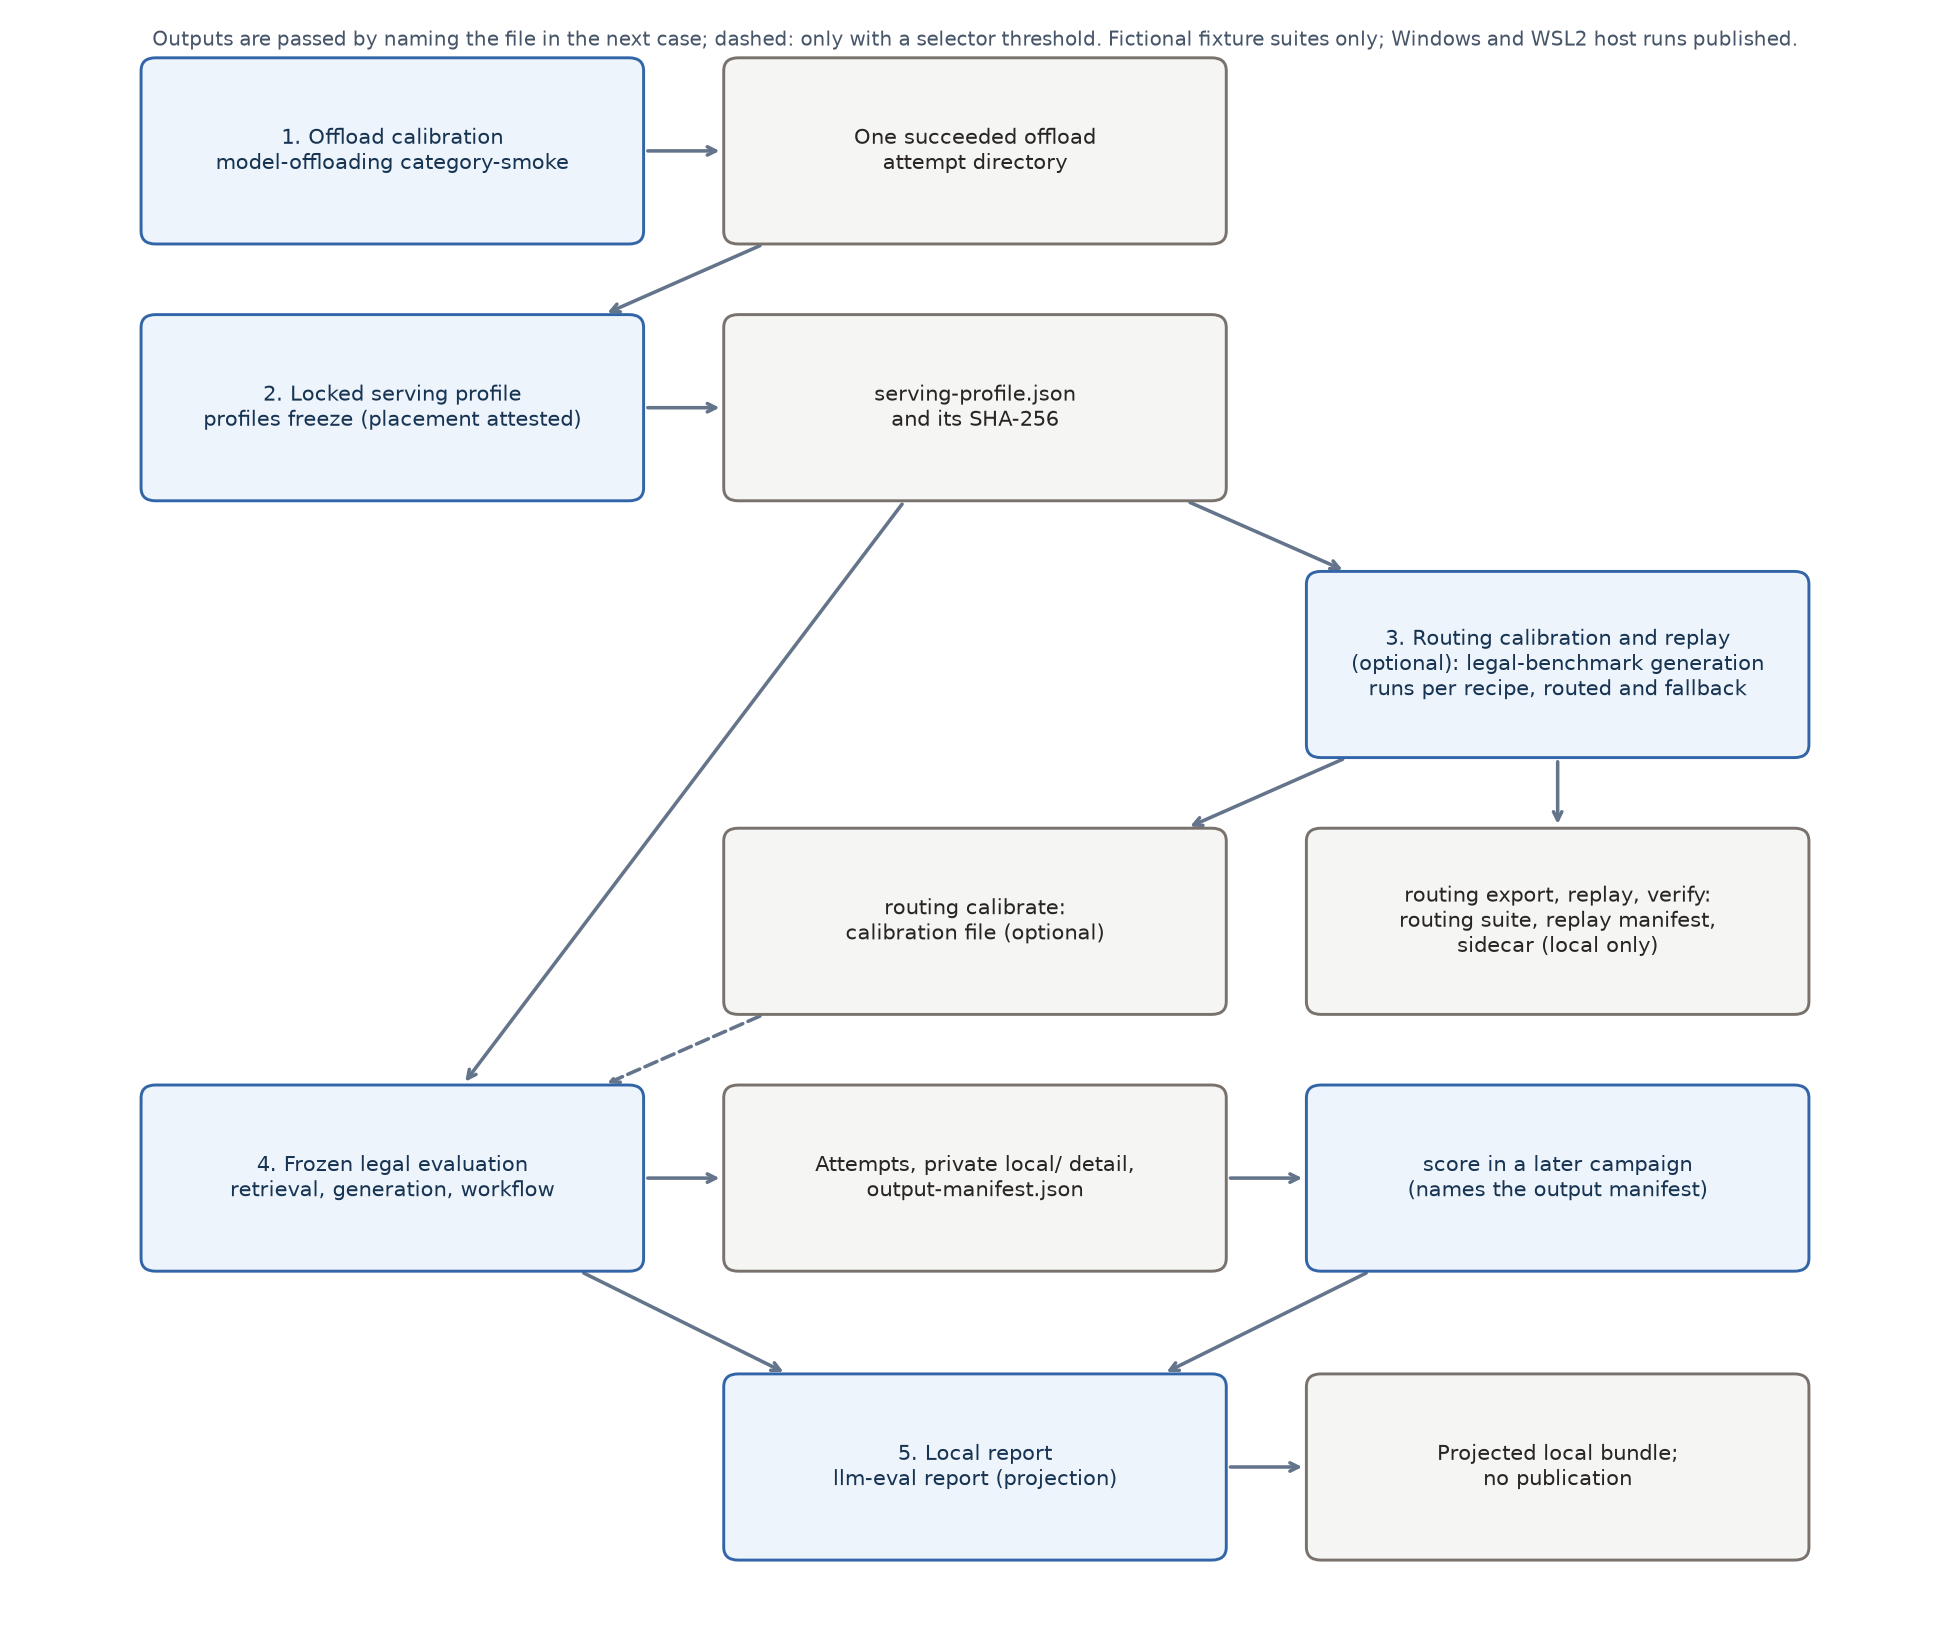 Outputs are passed by naming the file in the next case; dashed: only with a selector threshold. Fictional fixture suites only; Windows and WSL2 host runs published.
1. Offload calibration
model-offloading category-smoke
One succeeded offload
attempt directory
2. Locked serving profile
profiles freeze (placement attested)
serving-profile.json
and its SHA-256
3. Routing calibration and replay
(optional): legal-benchmark generation
runs per recipe, routed and fallback
routing calibrate:
calibration file (optional)
routing export, replay, verify:
routing suite, replay manifest,
sidecar (local only)
4. Frozen legal evaluation
retrieval, generation, workflow
Attempts, private local/ detail,
output-manifest.json
score in a later campaign
(names the output manifest)
5. Local report
llm-eval report (projection)
Projected local bundle;
no publication